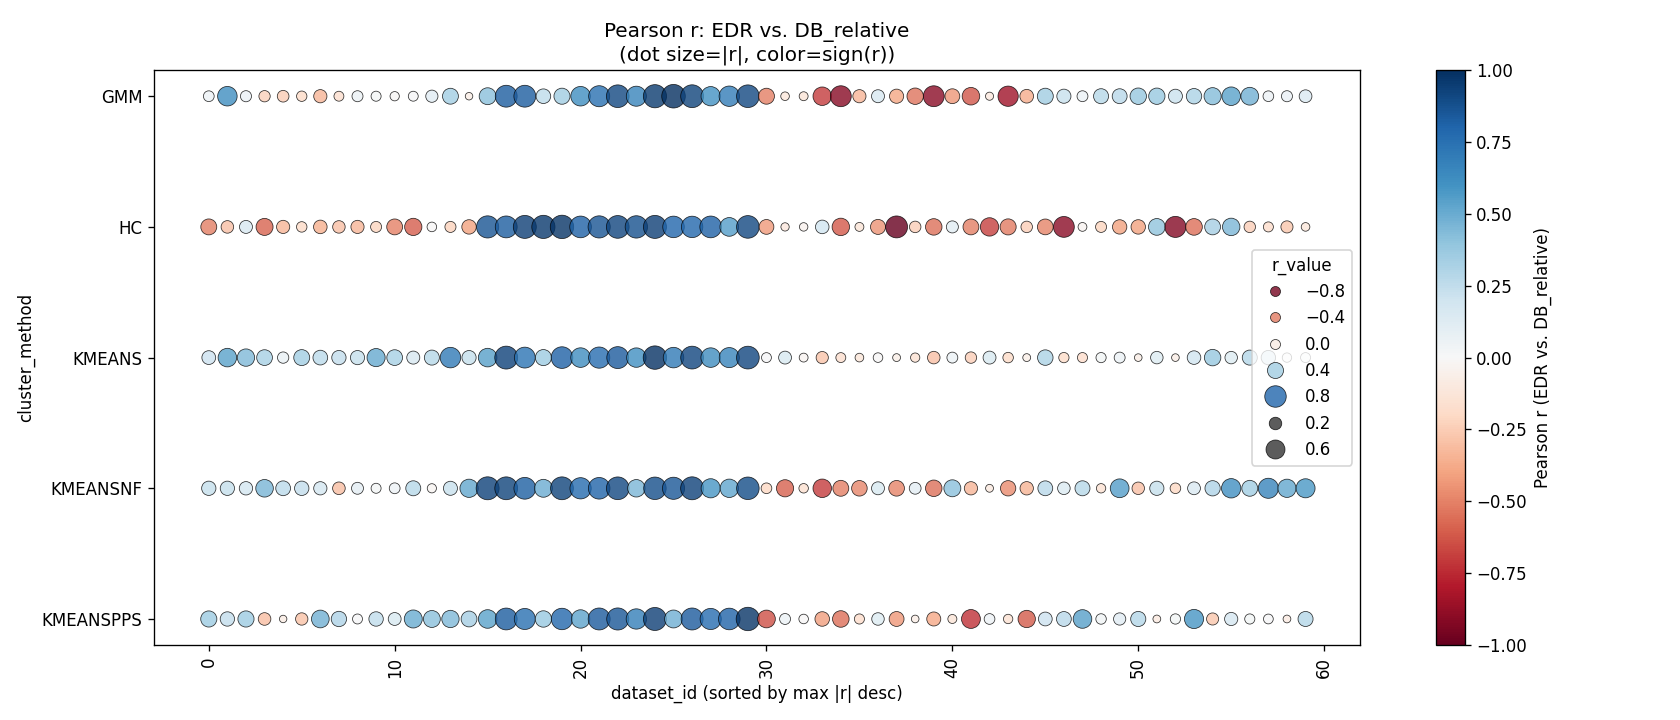 Pearson r: EDR vs. DB_relative
(dot size=|r|, color=sign(r))
cluster_method
GMM
HC
KMEANS
KMEANSNF
KMEANSPPS
0
10
20
30
40
50
60
dataset_id (sorted by max |r| desc)
r_value
−0.8
−0.4
0.0
0.4
0.8
0.2
0.6
1.00
0.75
0.50
0.25
0.00
−0.25
−0.50
−0.75
−1.00
Pearson r (EDR vs. DB_relative)